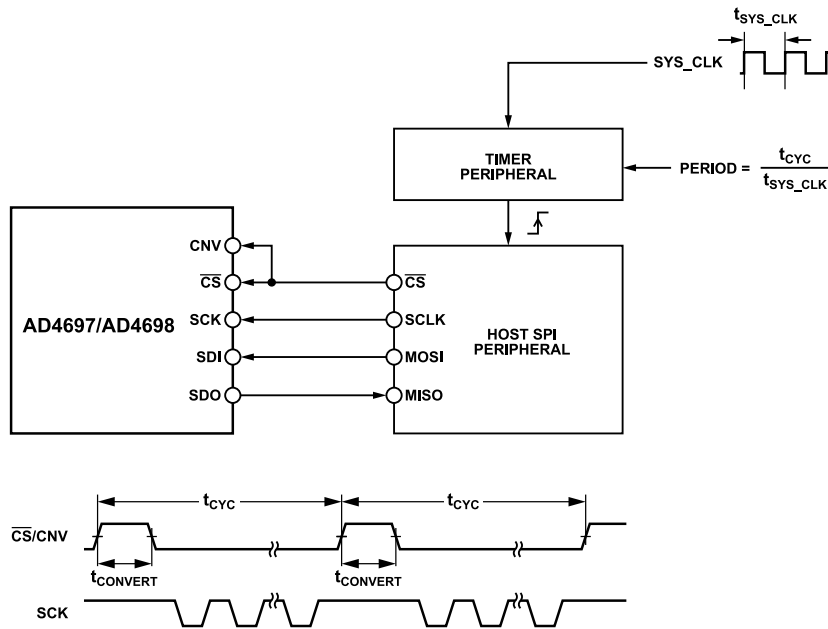 tSYS_CLK
SYS_CLK
TIMER
PERIPHERAL
PERIOD = tCYC
tSYS_CLK
CNV
CS
SCK
SDI
SDO
AD4697/AD4698
CS
SCLK
MOSI
MISO
HOST SPI
PERIPHERAL
tCYC tCYC
CS/CNV
tCONVERT tCONVERT
SCK